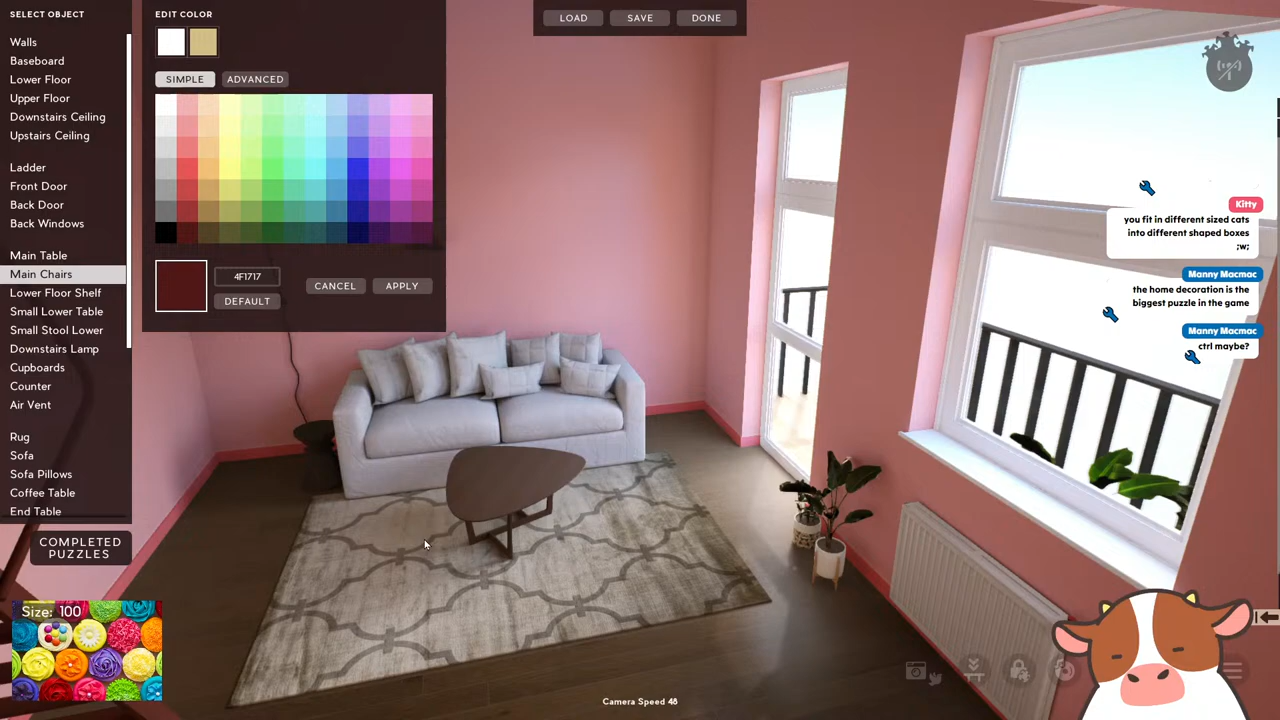 SELECT OBJECT
Walls
Baseboard
Lower Floor
Upper Floor
Downstairs Ceiling
Upstairs Ceiling
Ladder
Front Door
Back Door
Back Windows
Main Table
Main Chairs
Lower Floor Shelf
Small Lower Table
Small Stool Lower
Downstairs Lamp
Cupboards
Counter
Air Vent
Rug
Sofa
Sofa Pillows
Coffee Table
End Table
COMPLETED
PUZZLES
Size: 100
EDIT COLOR
SIMPLE
ADVANCED
4F1717
DEFAULT
CANCEL
APPLY
LOAD
SAVE
DONE
Kitty
you fit in different sized cats
into different shaped boxes
;w;
Manny Macmac
the home decoration is the
biggest puzzle in the game
Manny Macmac
ctrl maybe?
Camera Speed 48